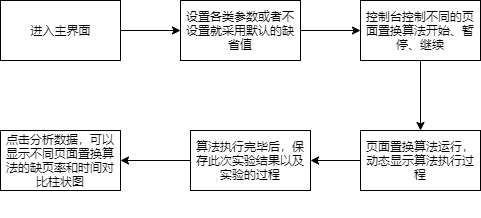 进入主界面
设置各类参数或者不
设置就采用默认的缺
省值
控制台控制不同的页
面置换算法开始、暂
停、继续
页面置换算法运行，
动态显示算法执行过
程
算法执行完毕后，保
存此次实验结果以及
实验的过程
点击分析数据，可以
显示不同页面置换算
法的缺页率和时间对
比柱状图